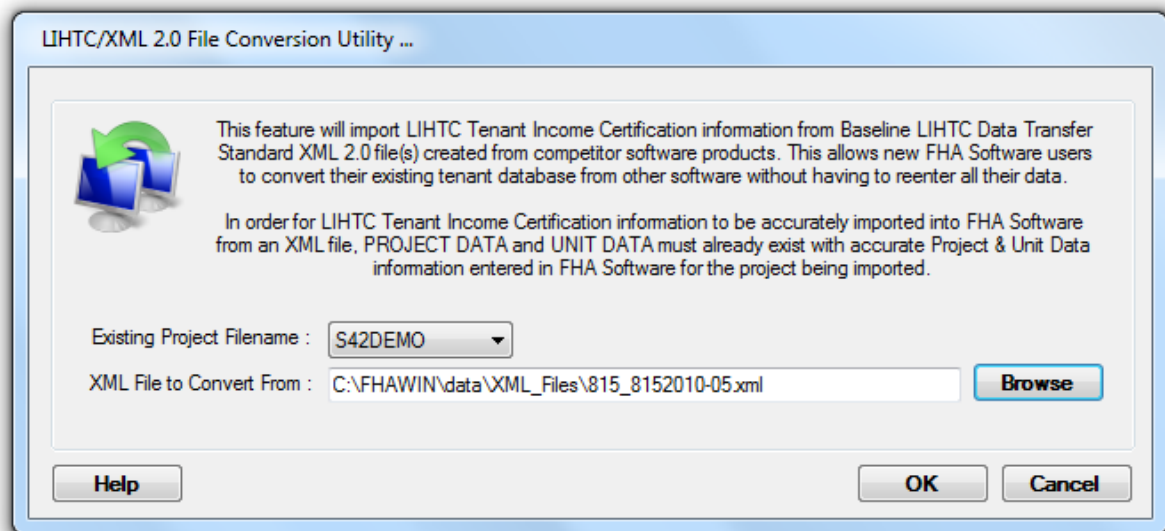 LIHTC/XML 2.0 File Conversion Utility ...
This feature will import LIHTC Tenant Income Certification information from Baseline LIHTC Data Transfer
Standard XML 2.0 file(s) created from competitor software products. This allows new FHA Software users
to convert their existing tenant database from other software without having to reenter all their data.
In order for LIHTC Tenant Income Certification information to be accurately imported into FHA Software
from an XML file, PROJECT DATA and UNIT DATA must already exist with accurate Project & Unit Data
information entered in FHA Software for the project being imported.
Existing Project Filename : S42DEMO
XML File to Convert From : C:\FHAWIN\data\XML_Files\815_8152010-05.xml Browse
Help OK Cancel